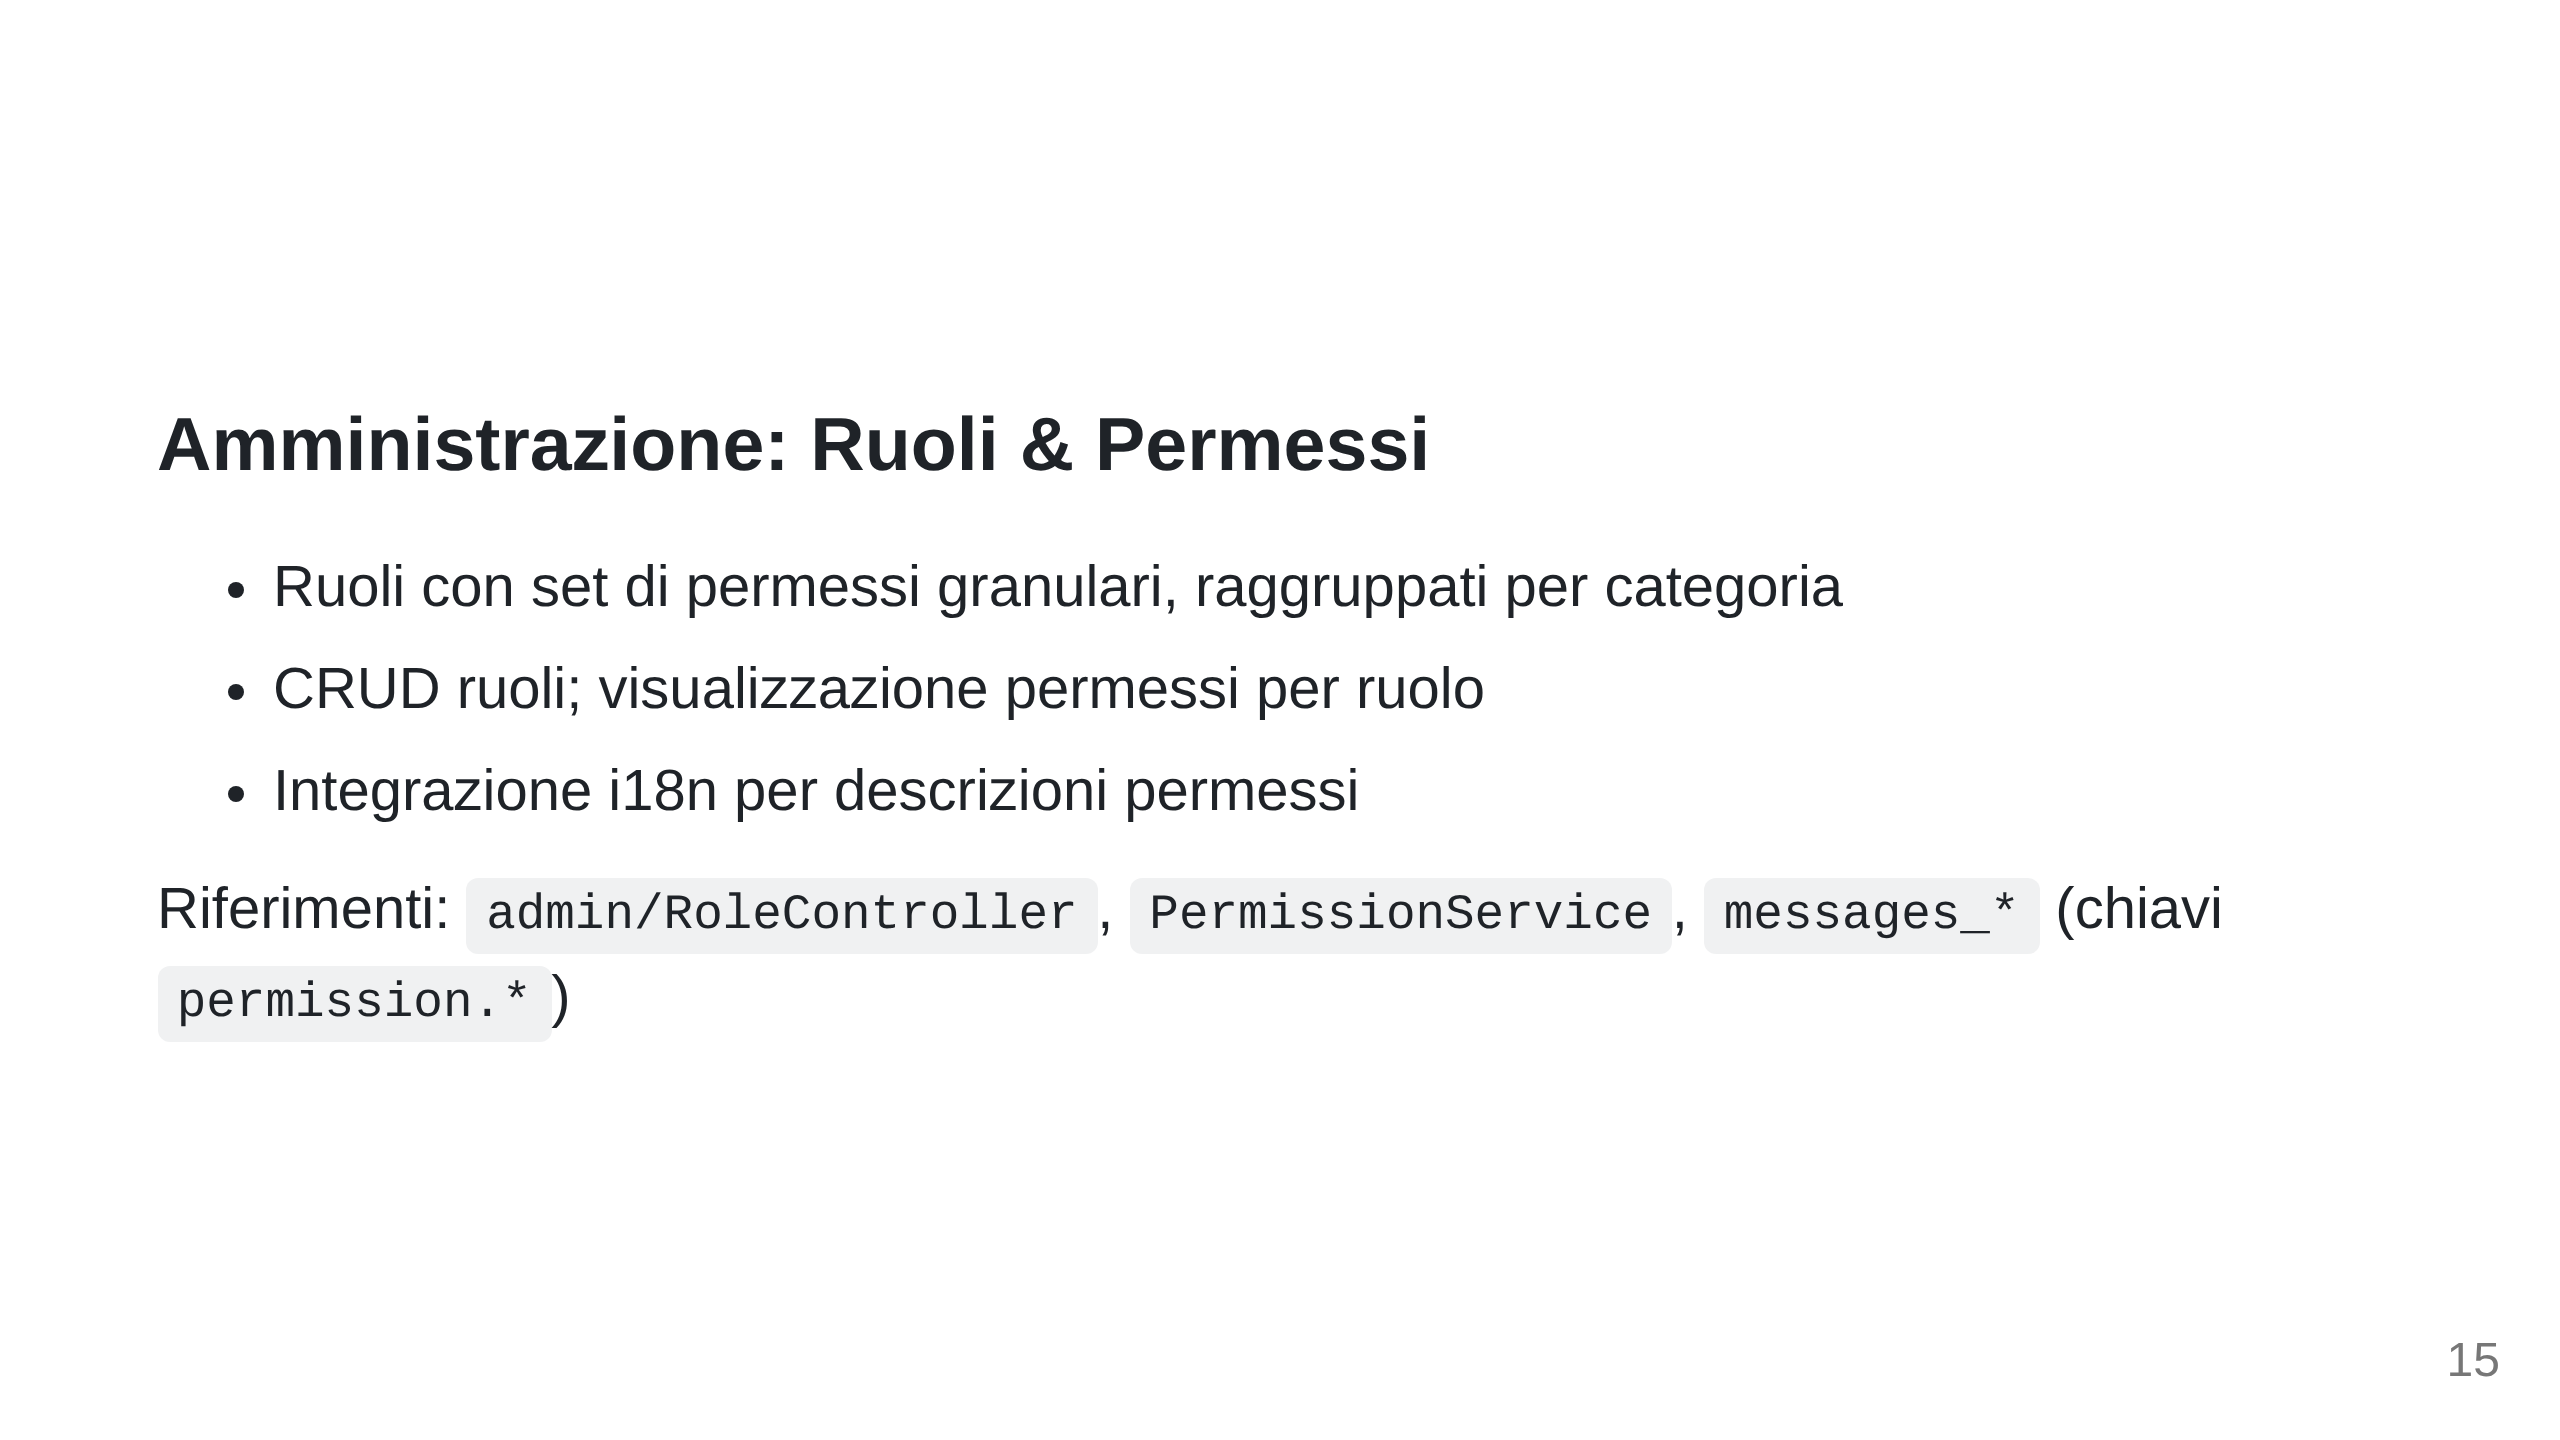 Amministrazione: Ruoli & Permessi
• Ruoli con set di permessi granulari, raggruppati per categoria
• CRUD ruoli; visualizzazione permessi per ruolo
• Integrazione i18n per descrizioni permessi
Riferimenti: admin/RoleController, PermissionService, messages_* (chiavi
permission.*)
15